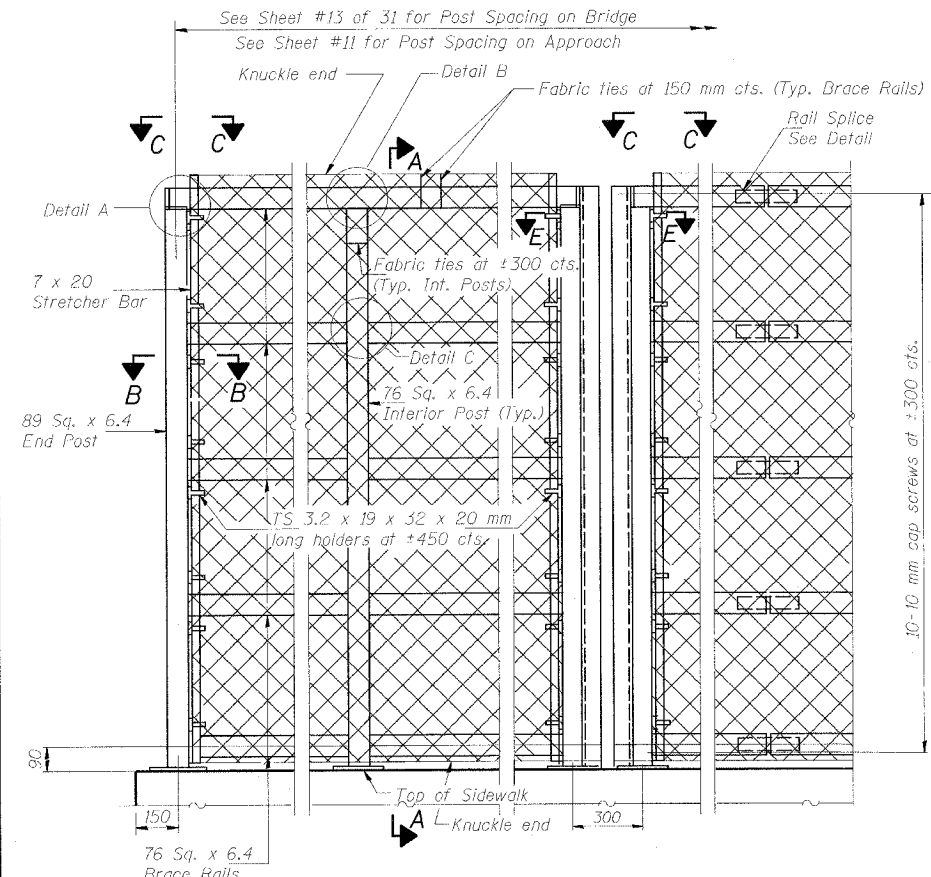 See Sheet #13 of 31 for Post Spacing on Bridge
See Sheet #11 for Post Spacing on Approach
Knuckle end
Detail B
Fabric ties at 150 mm cts. (Typ. Brace Rails)
Rail Splice
See Detail
C
C
A
C
C
Detail A
E
E
Fabric ties at ±300 cts.
(Typ. Int. Posts)
7 x 20
Stretcher Bar
Detail C
B
B
76 Sq. x 6.4
Interior Post (Typ.)
89 Sq. x 6.4
End Post
10-10 mm cap screws at ±300 cts.
TS 3.2 x 19 x 32 x 20 mm
long holders at ±450 cts.
90
Top of Sidewalk
150
A
Knuckle end
300
76 Sq. x 6.4
Brace Rails